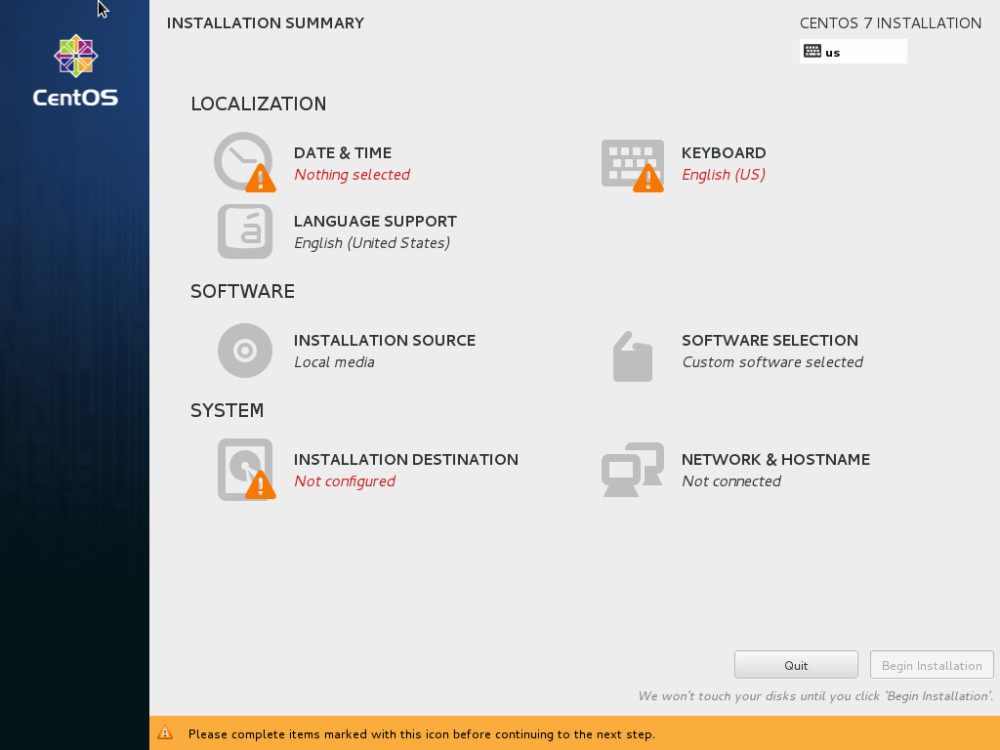 INSTALLATION SUMMARY
CENTOS 7 INSTALLATION
us
CentOS
LOCALIZATION
DATE & TIME
Nothing selected
KEYBOARD
English (US)
á
LANGUAGE SUPPORT
English (United States)
SOFTWARE
INSTALLATION SOURCE
Local media
SOFTWARE SELECTION
Custom software selected
SYSTEM
INSTALLATION DESTINATION
Not configured
NETWORK & HOSTNAME
Not connected
Quit
Begin Installation
We won't touch your disks until you click 'Begin Installation'.
Please complete items marked with this icon before continuing to the next step.